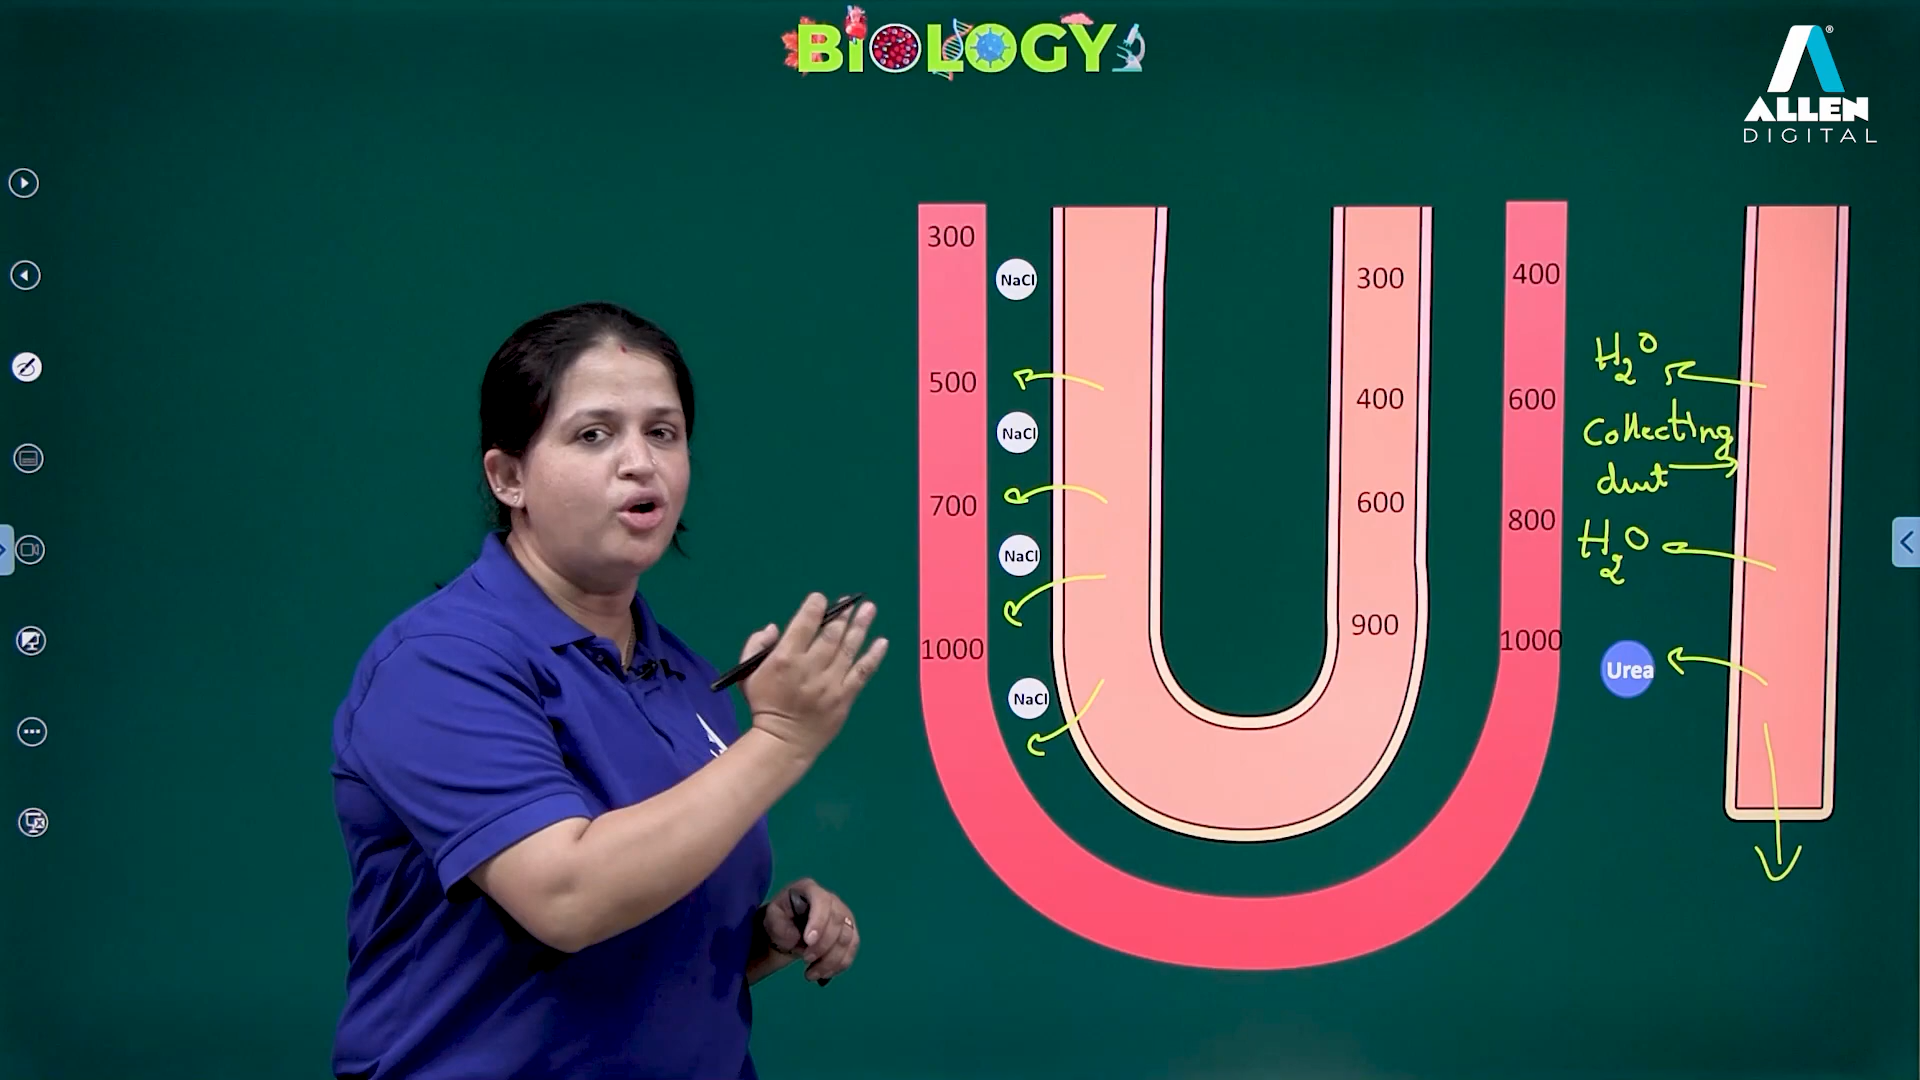 BIOLOGY
ALLEN
DIGITAL
300
500
700
1000
NaCl
NaCl
NaCl
NaCl
300
400
600
900
400
600
800
1000
H₂O
Collecting
duct
H₂O
Urea